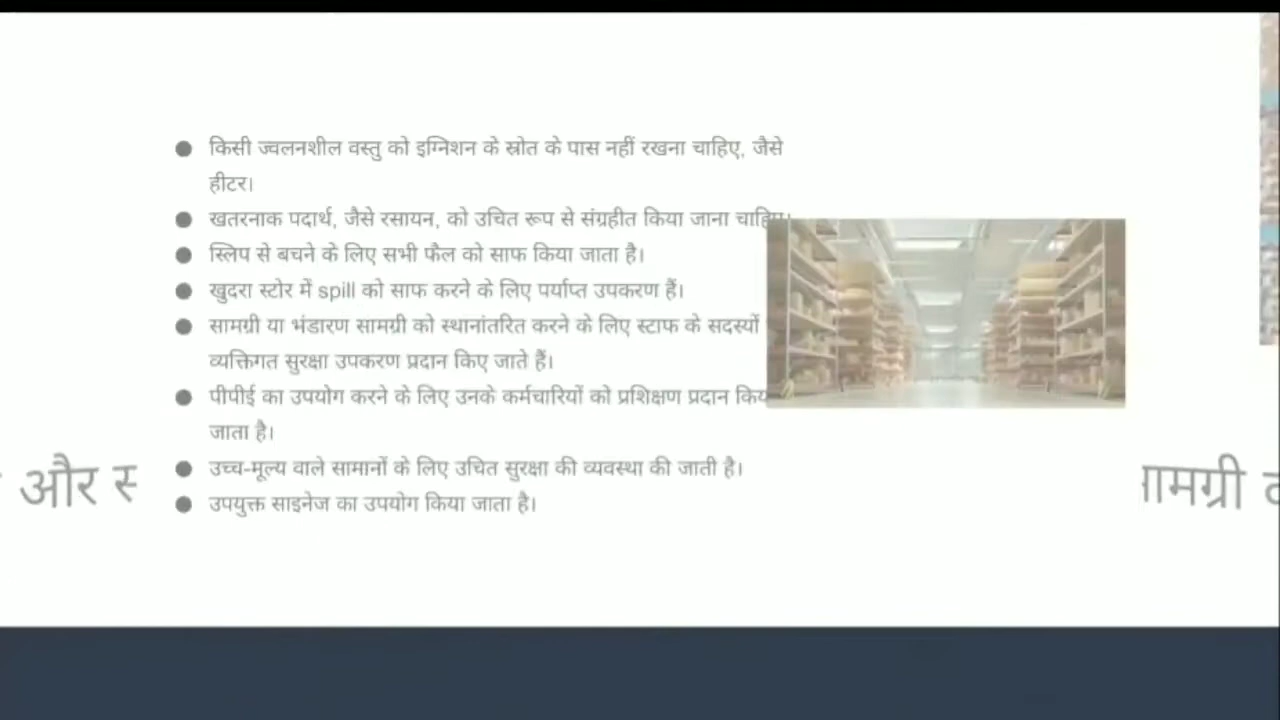 किसी ज्वलनशील वस्तु को इग्निशन के स्रोत के पास नहीं रखना चाहिए, जैसे
हीटर।
खतरनाक पदार्थ, जैसे रसायन, को उचित रूप से संग्रहीत किया जाना चाहिए।
स्लिप से बचने के लिए सभी फैल को साफ किया जाता है।
खुदरा स्टोर में spill को साफ करने के लिए पर्याप्त उपकरण हैं।
सामग्री या भंडारण सामग्री को स्थानांतरित करने के लिए स्टाफ के सदस्यों
व्यक्तिगत सुरक्षा उपकरण प्रदान किए जाते हैं।
पीपीई का उपयोग करने के लिए उनके कर्मचारियों को प्रशिक्षण प्रदान
जाता है।
उच्च-मूल्य वाले सामानों के लिए उचित सुरक्षा की व्यवस्था की जाती है।
और
उपयुक्त साइनेज का उपयोग किया जाता है।